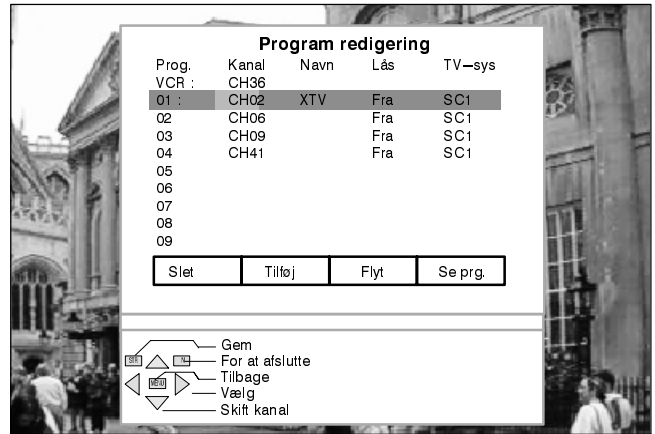 Program redigering
Prog. Kanal Navn Lås TV-sys
VCR : CH36
01 : CH02 XTV Fra SC1
02 CH06 Fra SC1
03 CH09 Fra SC1
04 CH41 Fra SC1
05
06
07
08
09
Slet Tilføj Flyt Se prg.
Gem
STR N For at afslutte
Tilbage
MENU Vælg
Skift kanal